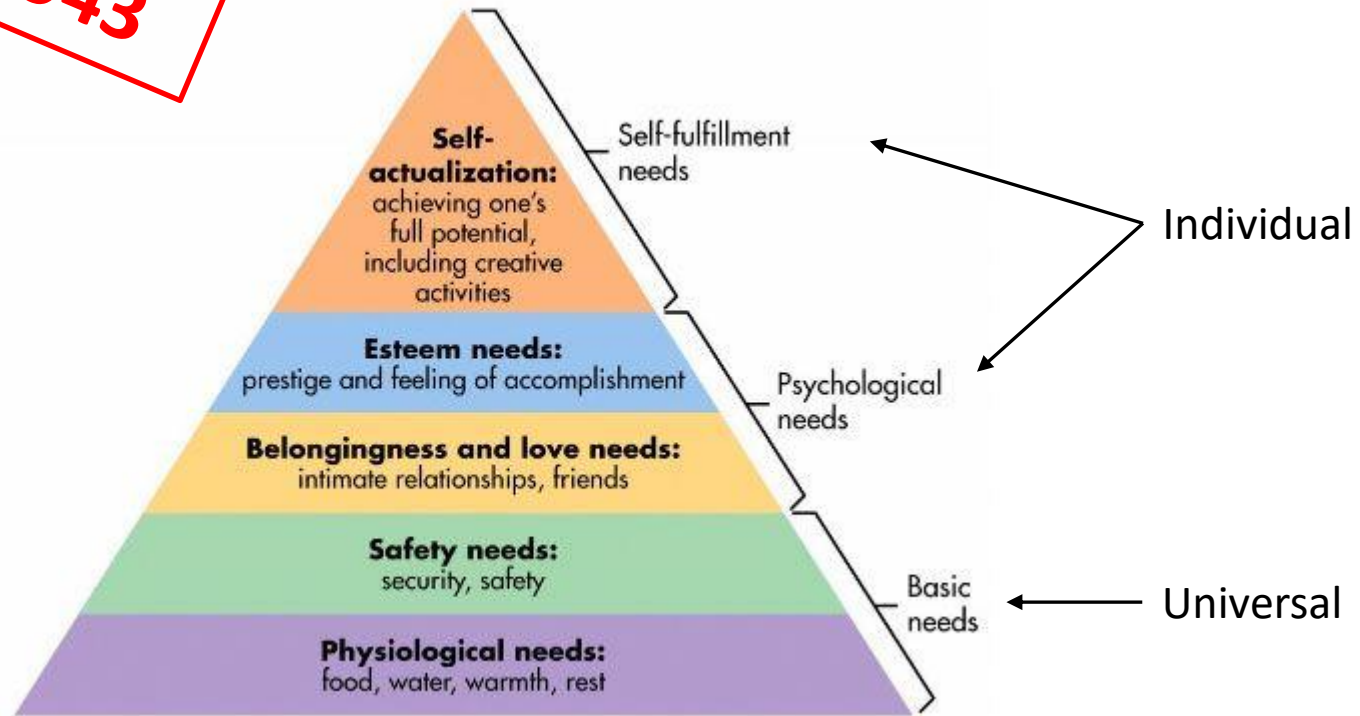 Self-
actualization:
achieving one's
full potential,
including creative
activities
Self-fulfillment
needs
Individual
Esteem needs:
prestige and feeling of accomplishment
Psychological
needs
Belongingness and love needs:
intimate relationships, friends
Safety needs:
security, safety
Basic
needs
Universal
Physiological needs:
food, water, warmth, rest